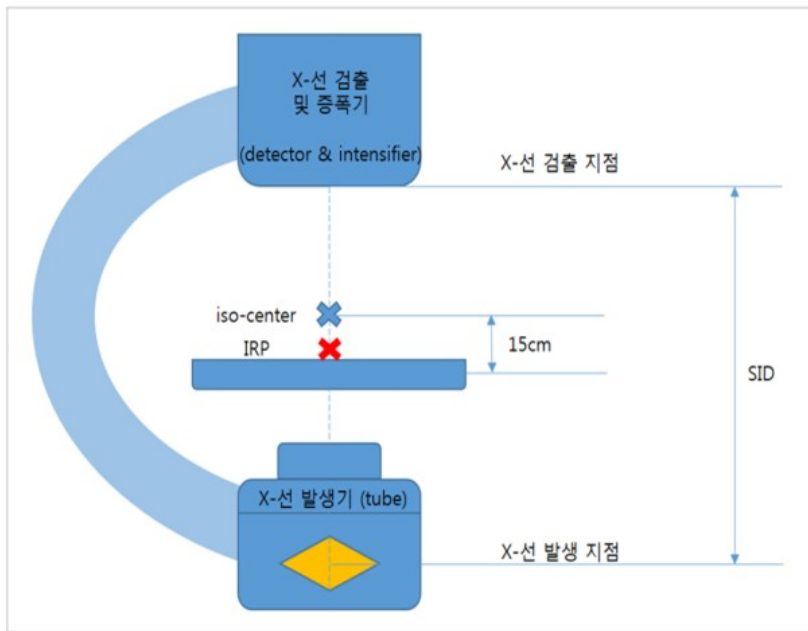 X-선 검출
및 증폭기
(detector & intensifier)
X-선 검출 지점
iso-center
IRP
15cm
SID
X-선 발생기 (tube)
X-선 발생 지점